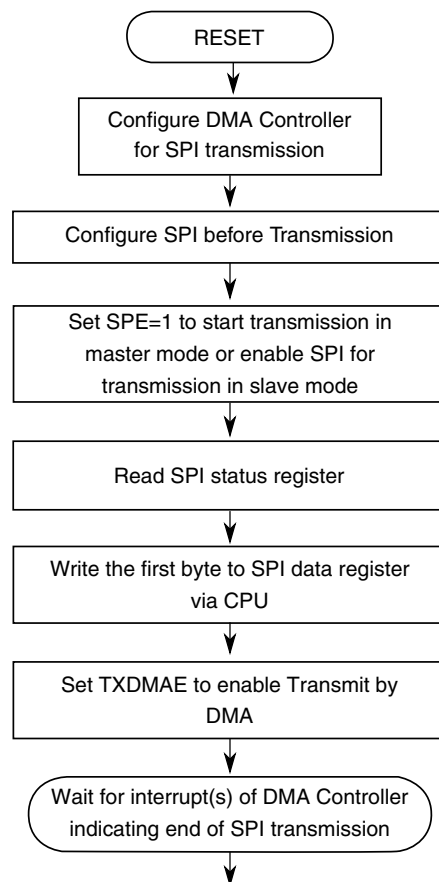 RESET
Configure DMA Controller
for SPI transmission
Configure SPI before Transmission
Set SPE=1 to start transmission in
master mode or enable SPI for
transmission in slave mode
Read SPI status register
Write the first byte to SPI data register
via CPU
Set TXDMAE to enable Transmit by
DMA
Wait for interrupt(s) of DMA Controller
indicating end of SPI transmission